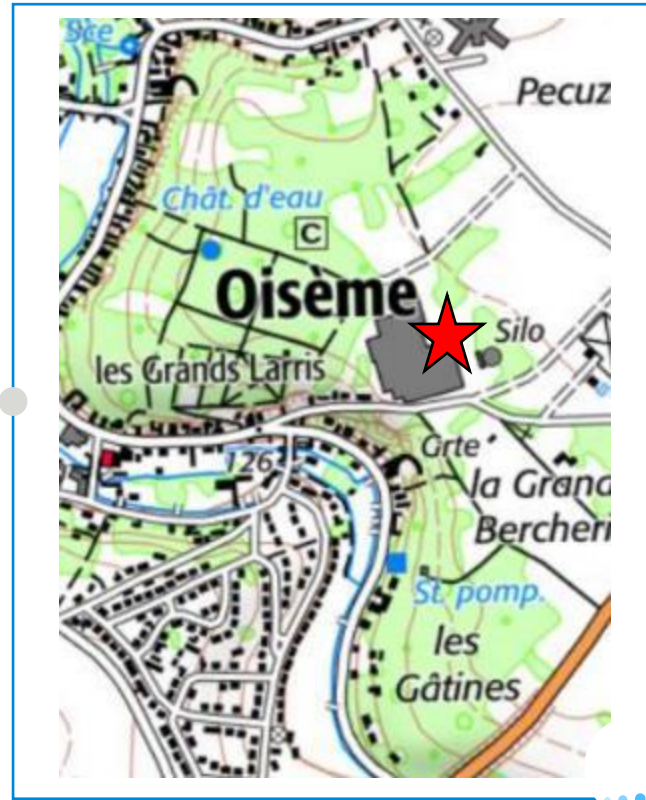 Sce
Pecuz
Chât. d'eau
C
Oisème
Silo
les Grands Larris
126
Grte
la Grand
Bercheri
St. pomp.
les
Gâtines